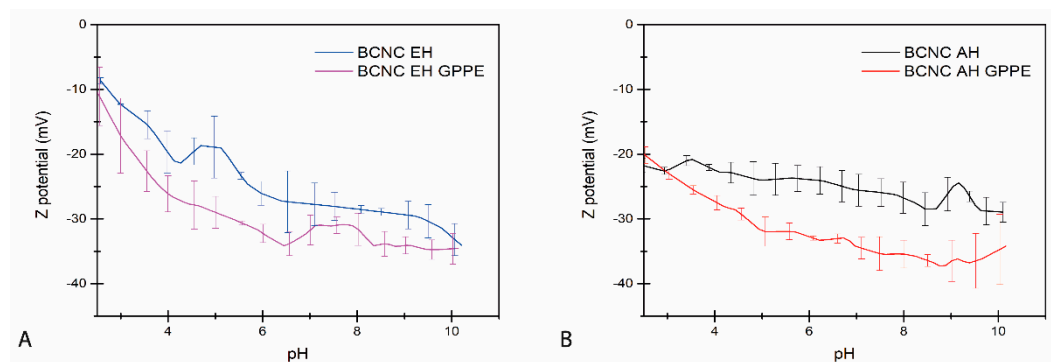 0
-10
-20
-30
-40
Z potential (mV)
4
6
8
10
pH
BCNC EH
BCNC EH GPPE
A
0
-10
-20
-30
-40
Z potential (mV)
4
6
8
10
pH
BCNC AH
BCNC AH GPPE
B